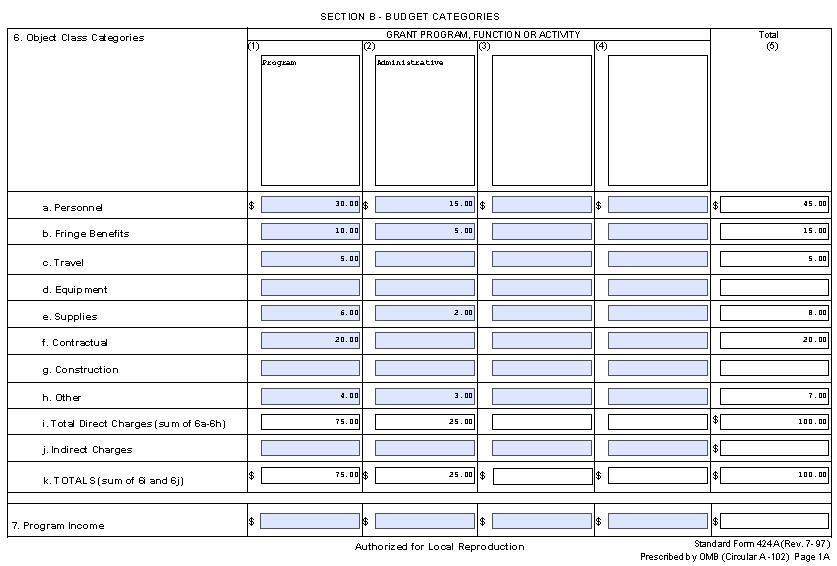 SECTION B - BUDGET CATEGORIES
6. Object Class Categories
GRANT PROGRAM, FUNCTION OR ACTIVITY
Total
(1) (2) (3) (4) (5)
Program Administrative
a. Personnel $ 30.00 $ 15.00 $ $ $ 45.00
b. Fringe Benefits 10.00 5.00 15.00
c. Travel 5.00 5.00
d. Equipment
e. Supplies 6.00 2.00 8.00
f. Contractual 20.00 20.00
g. Construction
h. Other 4.00 3.00 7.00
i. Total Direct Charges (sum of 6a-6h) 75.00 25.00 $ 100.00
j. Indirect Charges $
k. TOTALS (sum of 6i and 6j) $ 75.00 $ 25.00 $ $ $ 100.00
7. Program Income $ $ $ $ $
Authorized for Local Reproduction
Standard Form 424A (Rev. 7- 97)
Prescribed by OMB (Circular A -102) Page 1A